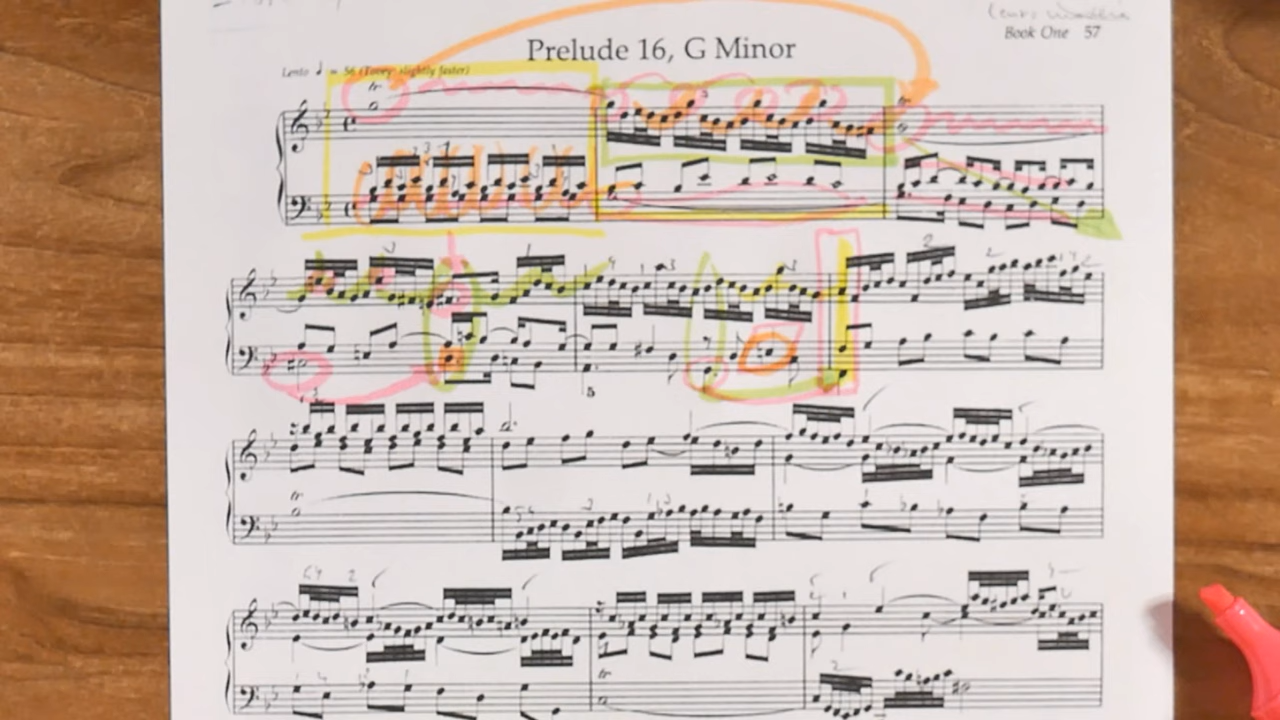 Book One 57
Prelude 16, G Minor
Lento ♩ = 56 (Tovey: slightly faster)